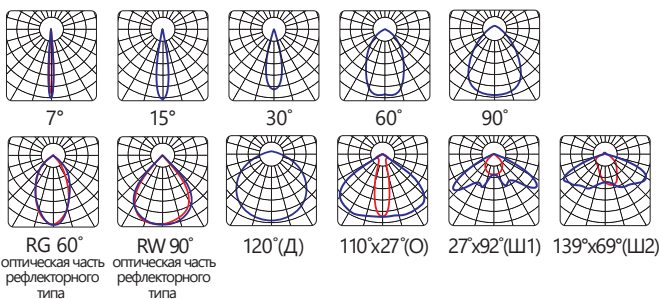 7° 15° 30° 60° 90°
RG 60° RW 90° 120°(Д) 110°x27°(О) 27°x92°(Ш1) 139°x69°(Ш2)
оптическая часть оптическая часть
рефлекторного рефлекторного
типа типа